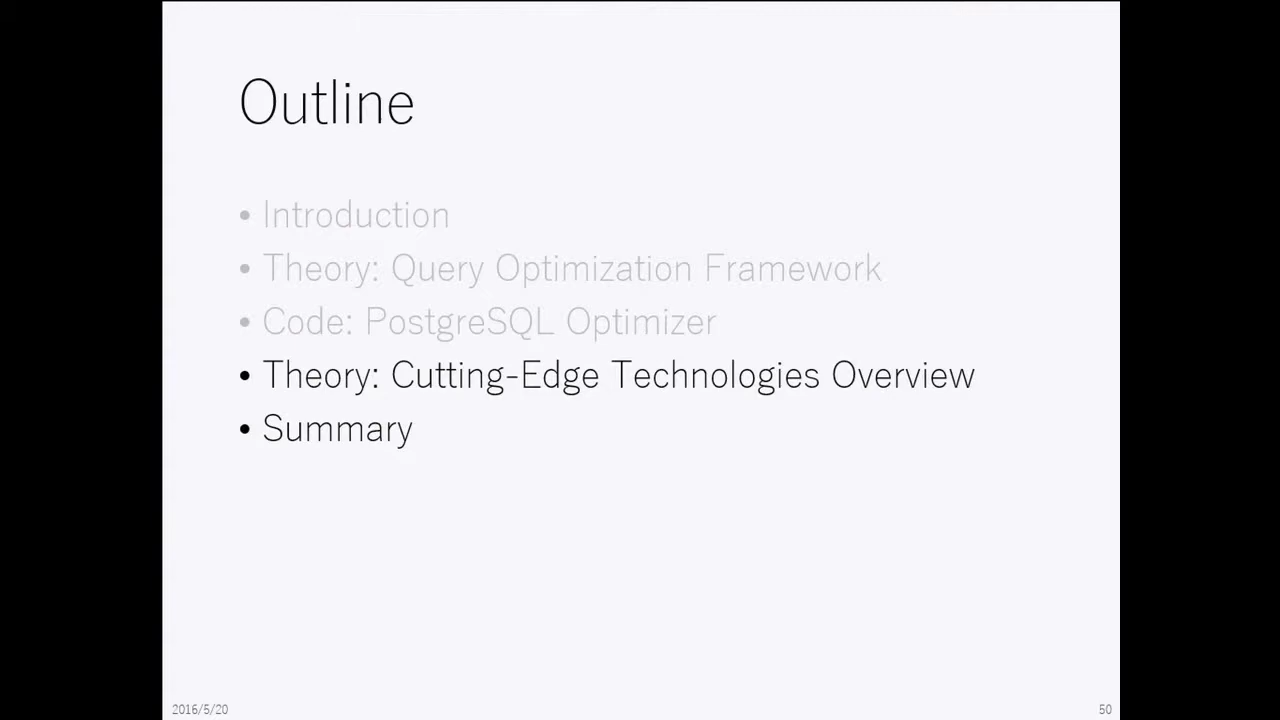 Outline
• Introduction
• Theory: Query Optimization Framework
• Code: PostgreSQL Optimizer
• Theory: Cutting-Edge Technologies Overview
• Summary
2016/5/20
50